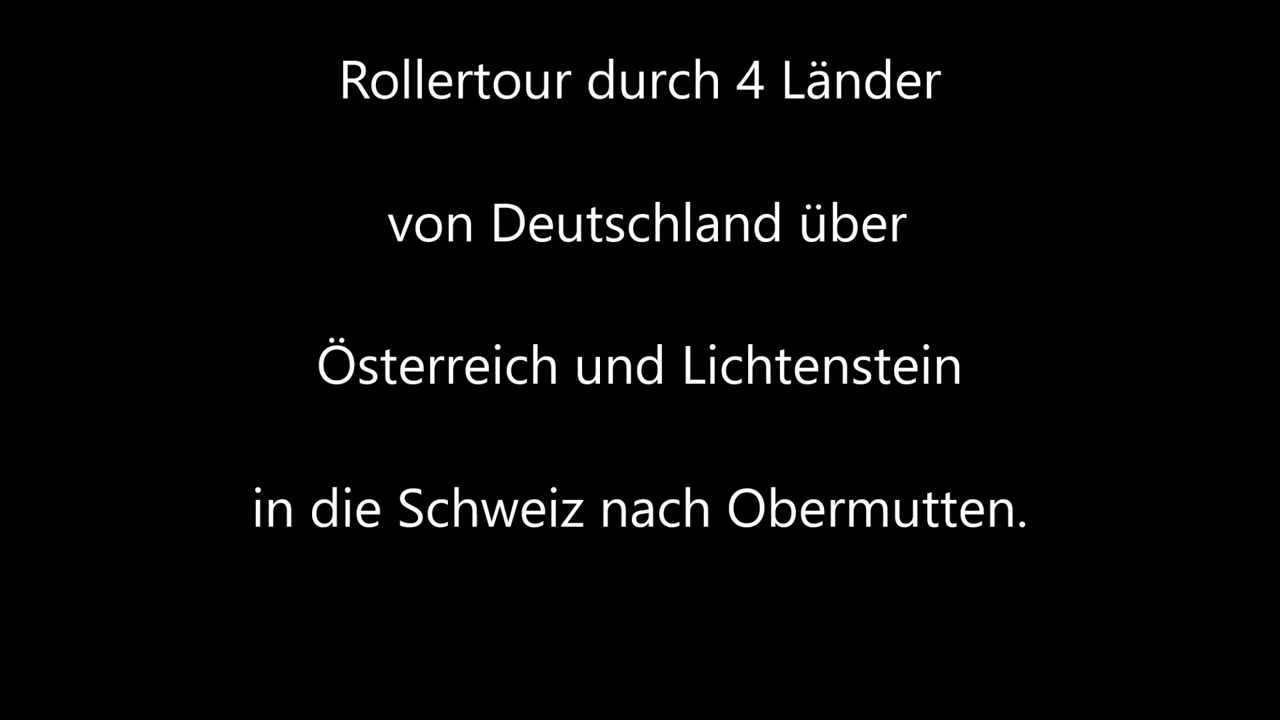 Rollertour durch 4 Länder
von Deutschland über
Österreich und Lichtenstein
in die Schweiz nach Obermutten.